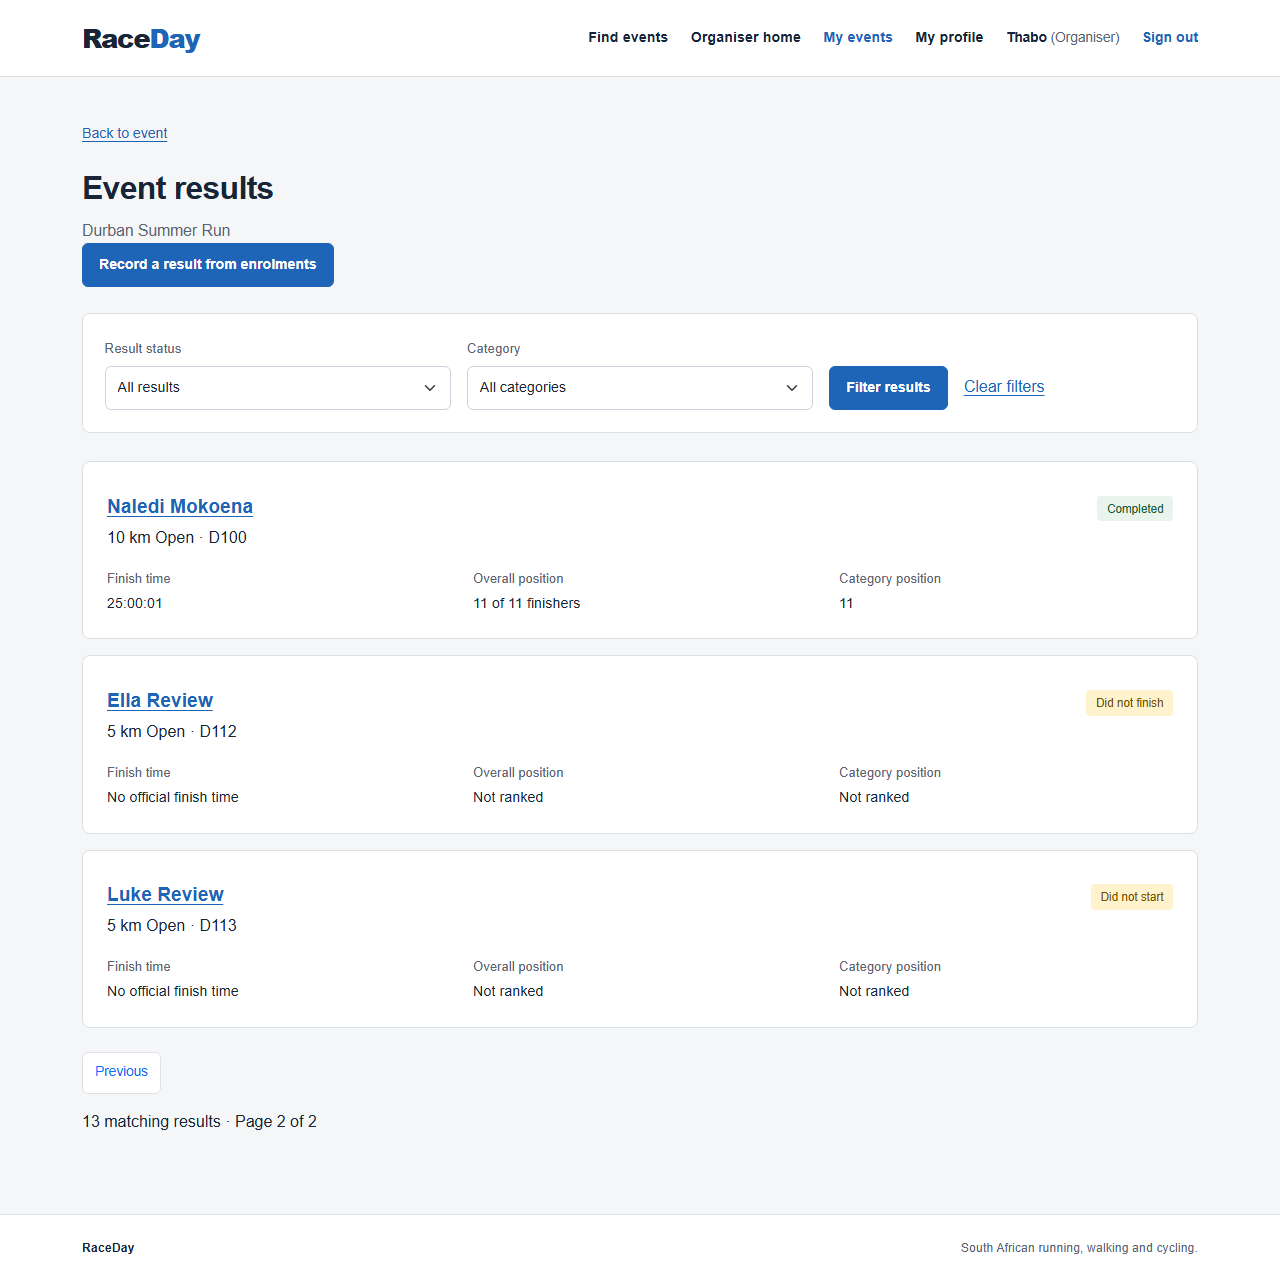 RaceDay
Find events Organiser home My events My profile Thabo (Organiser) Sign out
Back to event
Event results
Durban Summer Run
Record a result from enrolments
Result status Category
All results All categories Filter results Clear filters
Naledi Mokoena Completed
10 km Open · D100
Finish time Overall position Category position
25:00:01 11 of 11 finishers 11
Ella Review Did not finish
5 km Open · D112
Finish time Overall position Category position
No official finish time Not ranked Not ranked
Luke Review Did not start
5 km Open · D113
Finish time Overall position Category position
No official finish time Not ranked Not ranked
Previous
13 matching results · Page 2 of 2
RaceDay South African running, walking and cycling.